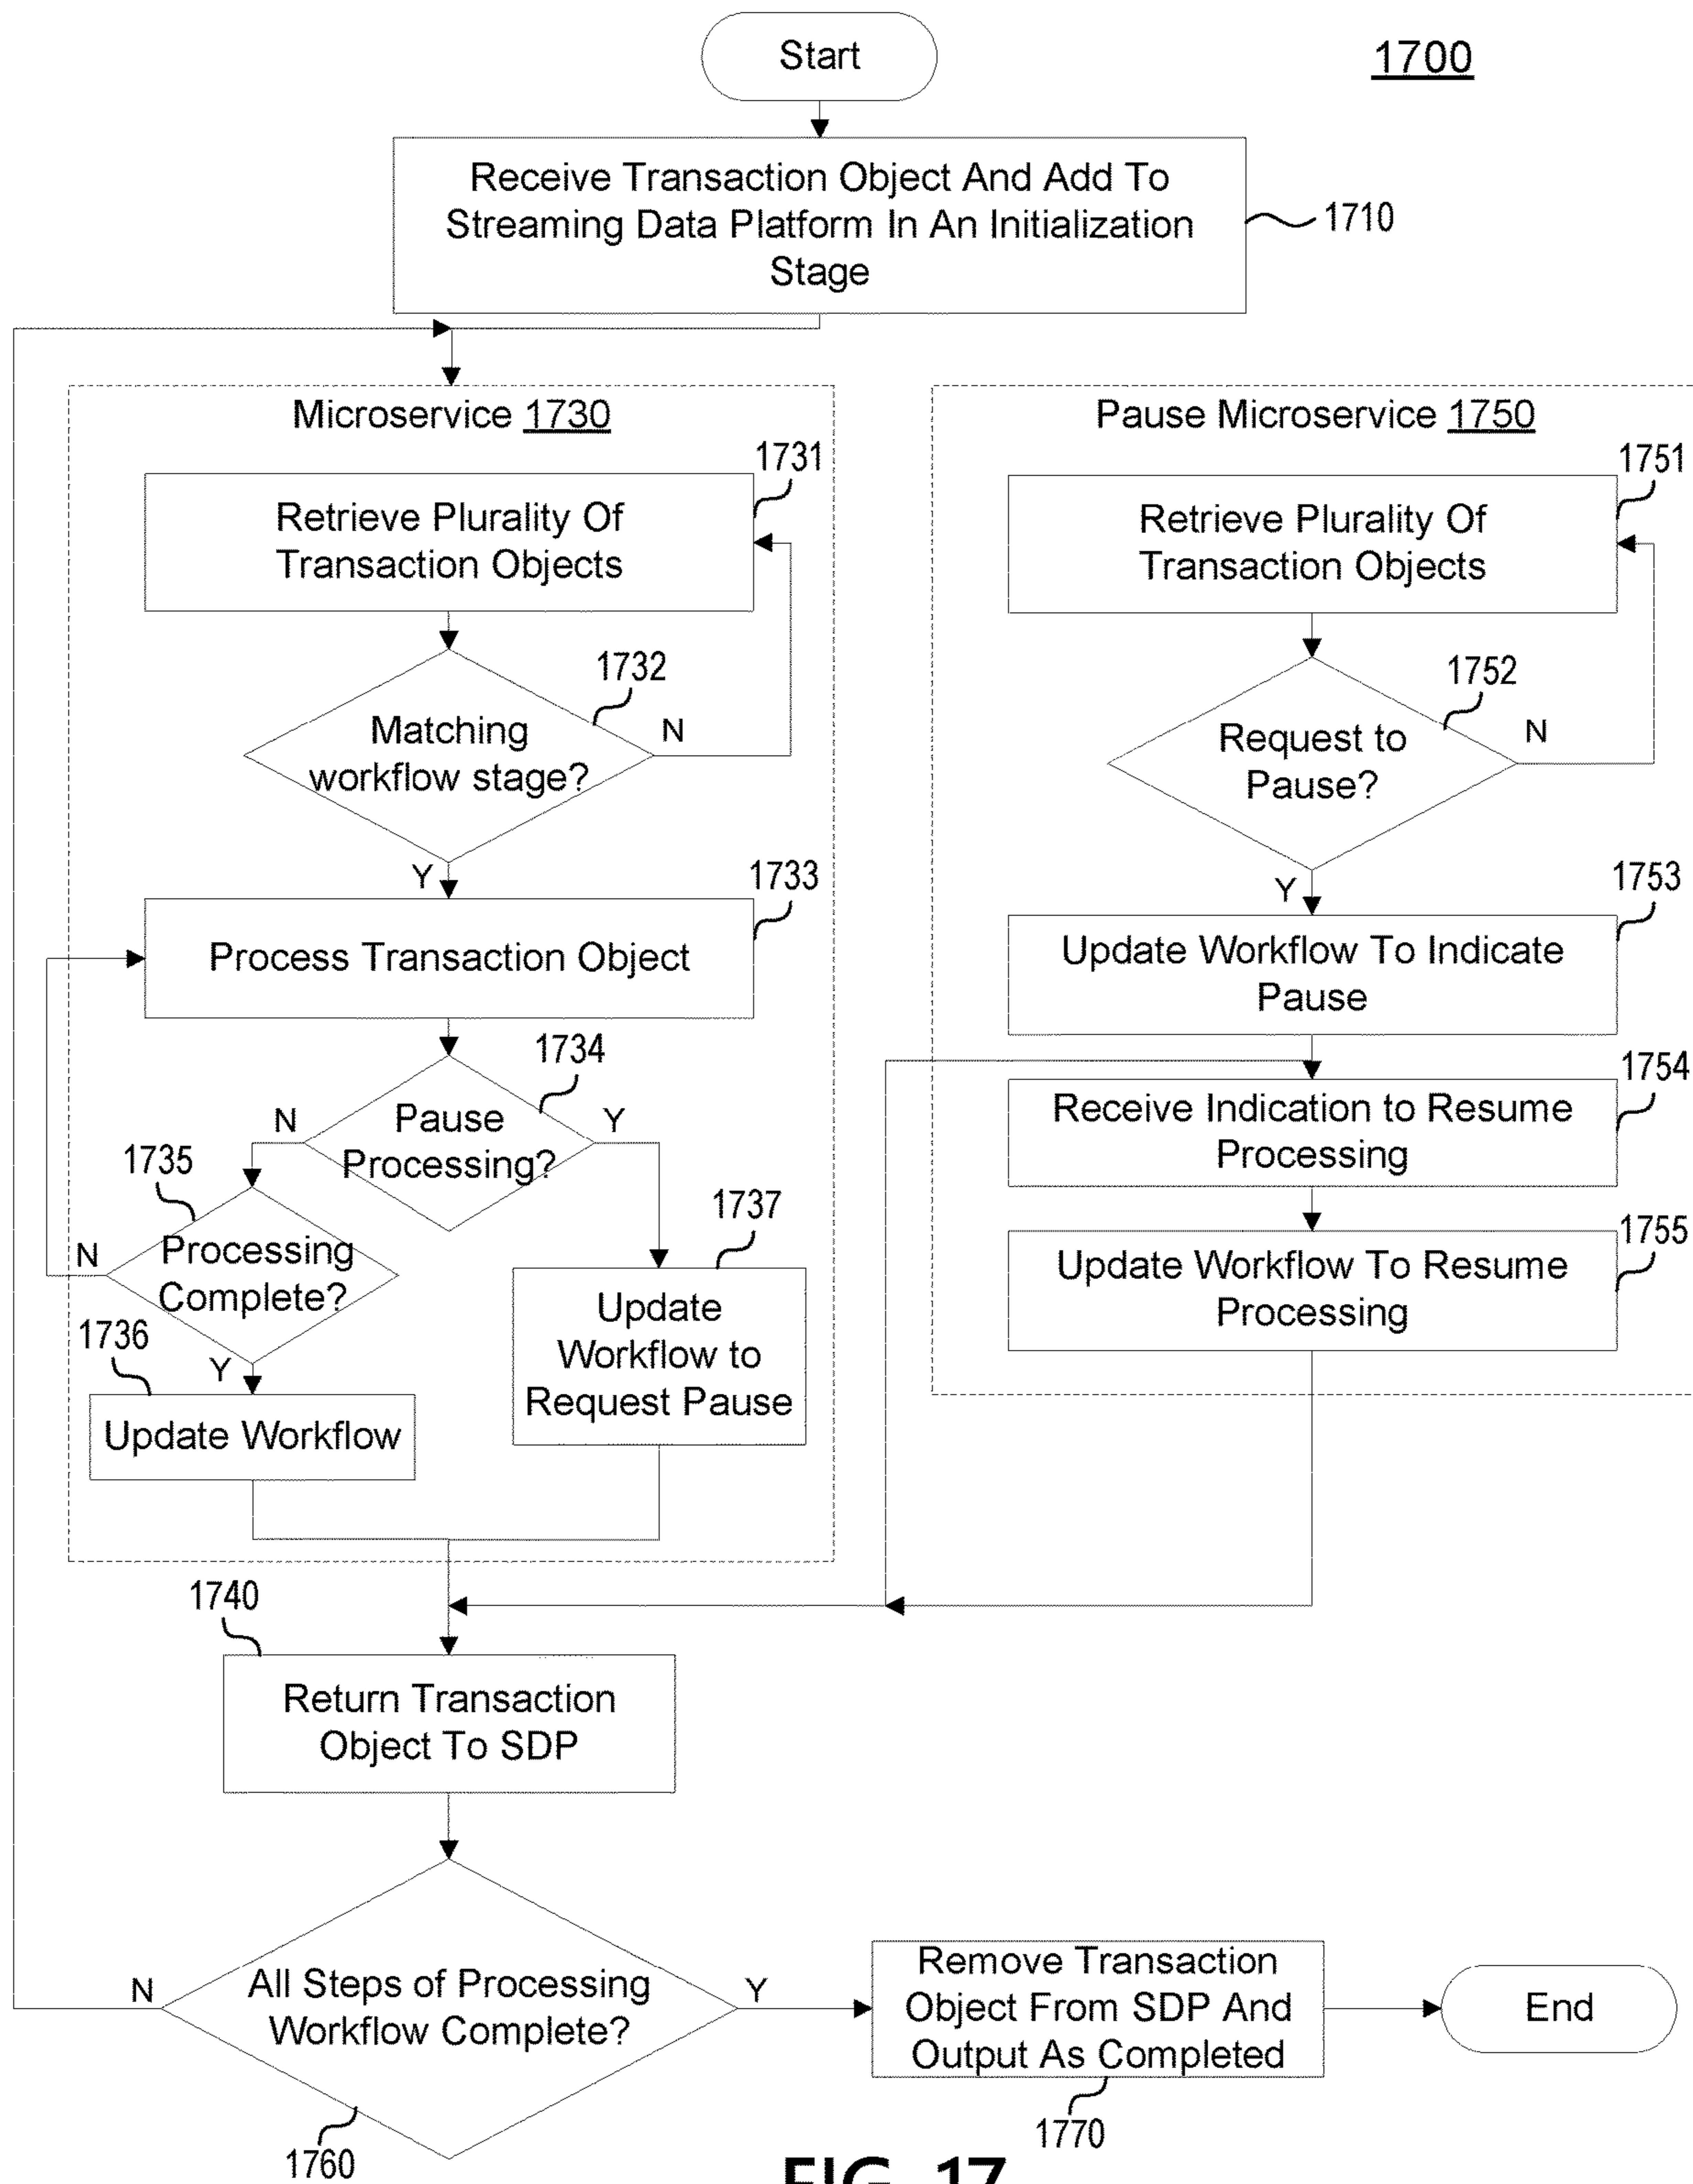 Start
1700
Receive Transaction Object And Add To
Streaming Data Platform In An Initialization
Stage
1710
Microservice 1730
1731
Retrieve Plurality Of
Transaction Objects
1732
Matching
workflow stage?
N
Y
1733
Process Transaction Object
1734
Pause
Processing?
N
Y
1735
Processing
Complete?
N
Y
1736
Update Workflow
1737
Update
Workflow to
Request Pause
Pause Microservice 1750
1751
Retrieve Plurality Of
Transaction Objects
1752
Request to
Pause?
N
Y
1753
Update Workflow To Indicate
Pause
1754
Receive Indication to Resume
Processing
1755
Update Workflow To Resume
Processing
1740
Return Transaction
Object To SDP
All Steps of Processing
Workflow Complete?
N
Y
1760
Remove Transaction
Object From SDP And
Output As Completed
1770
End
FIG. 17